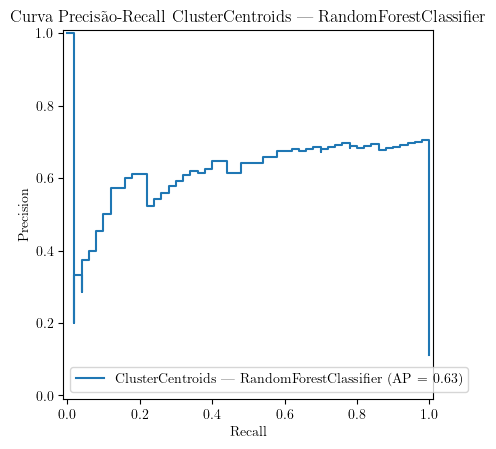 Curva Precisão-Recall ClusterCentroids — RandomForestClassifier
1.0
0.8
0.6
0.4
0.2
0.0
Precision
ClusterCentroids — RandomForestClassifier (AP = 0.63)
0.0 0.2 0.4 0.6 0.8 1.0
Recall